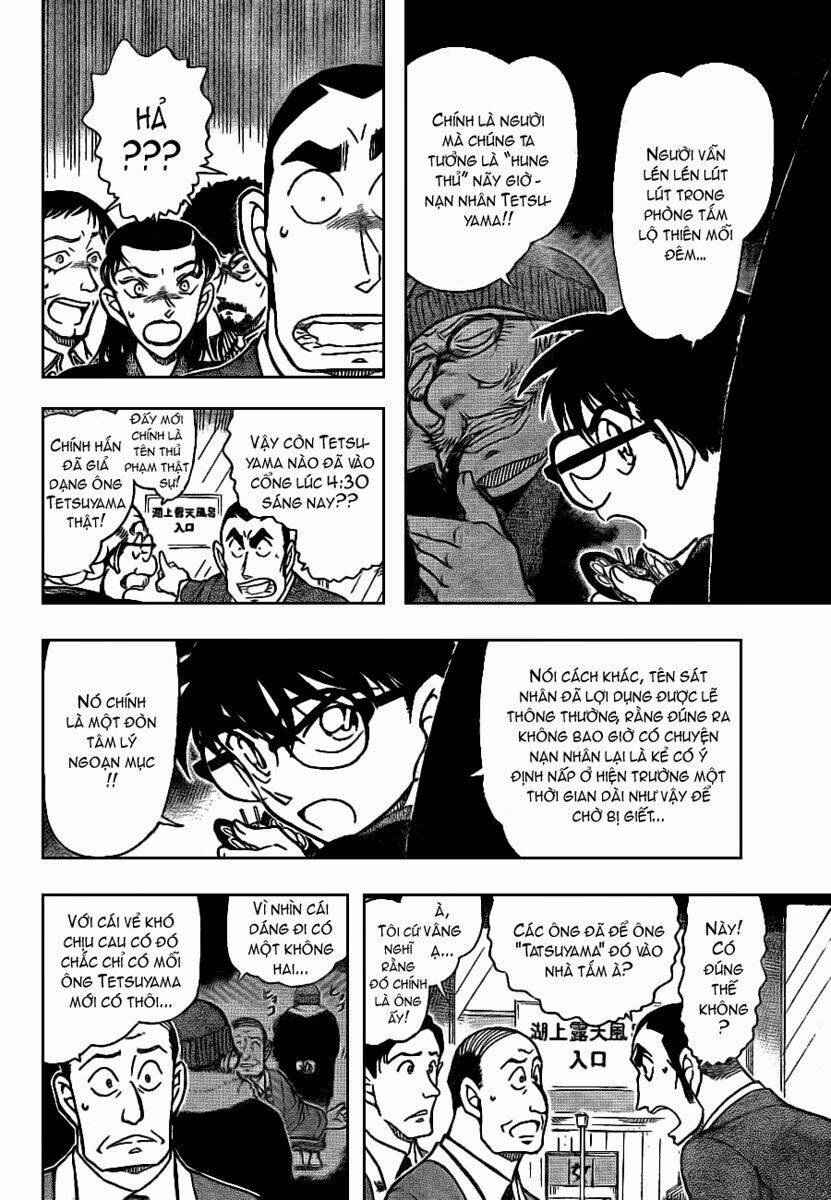 NGƯỜI VẪN
LÉN LÉN LÚT
LÚT TRONG
PHÒNG TẮM
LỘ THIÊN MỖI
ĐÊM...
CHÍNH LÀ NGƯỜI
MÀ CHÚNG TA
TƯỞNG LÀ "HUNG
THỦ" NÃY GIỜ -
NẠN NHÂN TETSU-
YAMA!!
HẢ
???
VẬY CÒN TETSU-
YAMA NÀO ĐÃ VÀO
CỔNG LÚC 4:30
SÁNG NAY??
ĐẤY MỚI
CHÍNH LÀ
TÊN THỦ
PHẠM THẬT
SỰ!
CHÍNH HẮN
ĐÃ GIẢ
DẠNG ÔNG
TETSUYAMA
THẬT!
湖上露天風呂
入口
NÓI CÁCH KHÁC, TÊN SÁT
NHÂN ĐÃ LỢI DỤNG ĐƯỢC LẼ
THÔNG THƯỜNG, RẰNG ĐÚNG RA
KHÔNG BAO GIỜ CÓ CHUYỆN
NẠN NHÂN LẠI LÀ KẺ CÓ Ý
ĐỊNH NẤP Ở HIỆN TRƯỜNG MỘT
THỜI GIAN DÀI NHƯ VẬY ĐỂ
CHỜ BỊ GIẾT...
NÓ CHÍNH
LÀ MỘT ĐÒN
TÂM LÝ
NGOẠN MỤC
!!
NÀY!
CÓ
ĐÚNG
THẾ
KHÔNG?
CÁC ÔNG ĐÃ ĐỂ ÔNG
"TATSUYAMA" ĐÓ VÀO
NHÀ TẮM À?
À,
VÂNG
Ạ...
TÔI CỨ
NGHĨ
RẰNG
ĐÓ CHÍNH
LÀ ÔNG
ẤY!
湖上露天風呂
入口
VÌ NHÌN CÁI
DÁNG ĐI CÓ
MỘT KHÔNG
HAI...
VỚI CÁI VẺ KHÓ
CHỊU CAU CÓ ĐÓ
CHẮC CHỈ CÓ MỖI
ÔNG TETSUYAMA
MỚI CÓ THÔI...